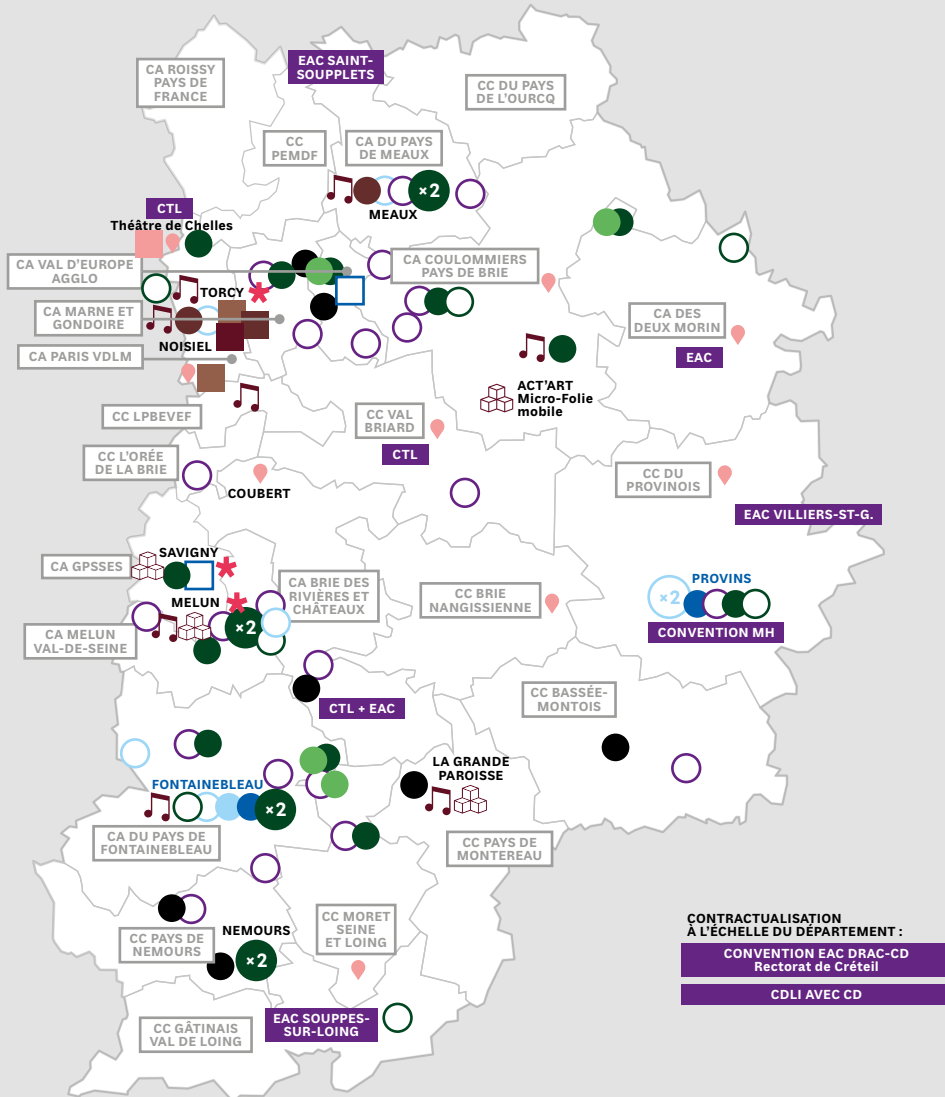 CA ROISSY
PAYS DE
FRANCE
EAC SAINT-
SOUPPLETS
CC DU PAYS
DE L'OURCQ
CC
PEMDF
CA DU PAYS
DE MEAUX
×2
MEAUX
CTL
Théâtre de Chelles
CA VAL D'EUROPE
AGGLO
CA COULOMMIERS
PAYS DE BRIE
TORCY
CA MARNE ET
GONDOIRE
CA DES
DEUX MORIN
EAC
NOISIEL
CA PARIS VDLM
ACT'ART
Micro-Folie
mobile
CC LPBEVEF
CC VAL
BRIARD
CTL
CC L'ORÉE
DE LA BRIE
COUBERT
CC DU
PROVINOIS
EAC VILLIERS-ST-G.
SAVIGNY
CA GPSSES
MELUN
×2
CA BRIE DES
RIVIÈRES ET
CHÂTEAUX
CC BRIE
NANGISSIENNE
PROVINS
×2
CONVENTION MH
CA MELUN
VAL-DE-SEINE
CTL + EAC
CC BASSÉE-
MONTOIS
LA GRANDE
PAROISSE
FONTAINEBLEAU
×2
CA DU PAYS DE
FONTAINEBLEAU
CC PAYS DE
MONTEREAU
CC PAYS DE
NEMOURS
NEMOURS
×2
CC MORET
SEINE
ET LOING
CONTRACTUALISATION
À L'ÉCHELLE DU DÉPARTEMENT :
CONVENTION EAC DRAC-CD
Rectorat de Créteil
CDLI AVEC CD
CC GÂTINAIS
VAL DE LOING
EAC SOUPPES-
SUR-LOING